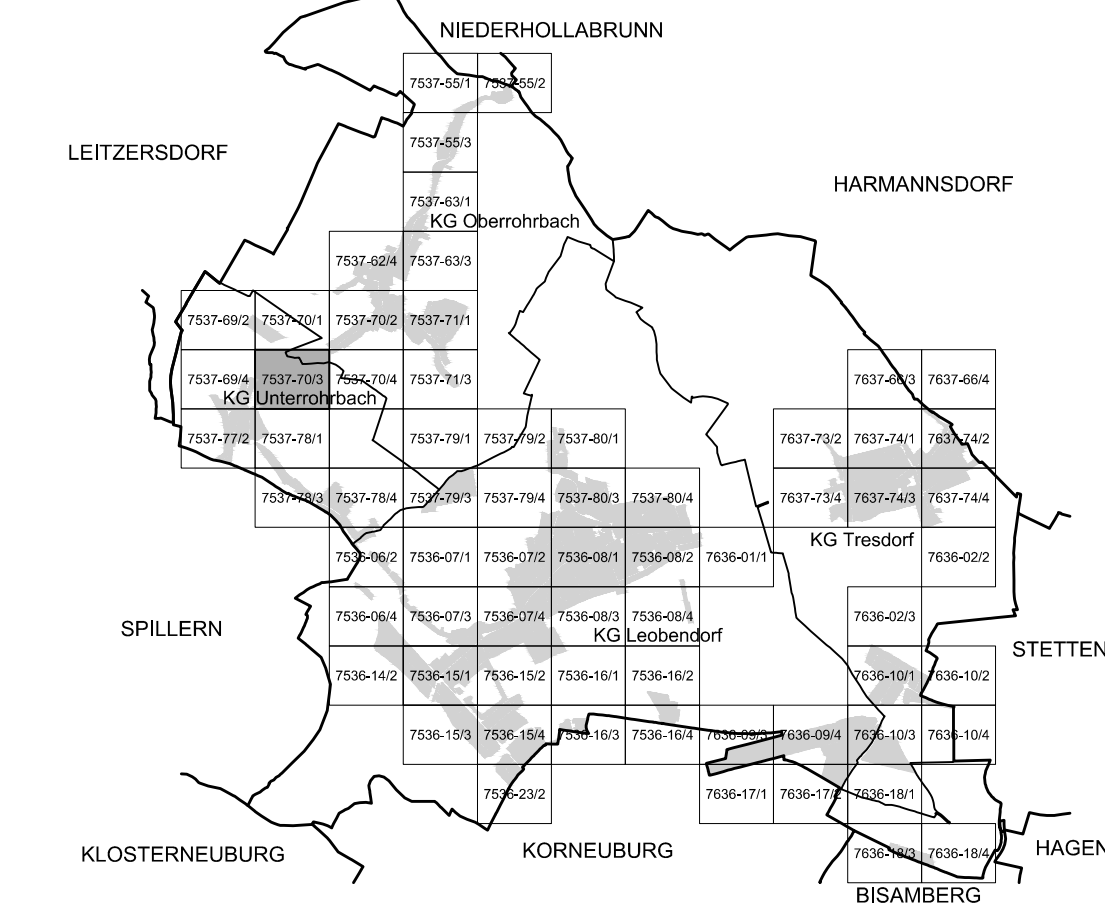 NIEDERHOLLABRUNN
7537-55/1 7537-55/2
7537-55/3
LEITZERSDORF
HARMANNSDORF
7537-63/1
KG Oberrohrbach
7537-62/4 7537-63/3
7537-69/2 7537-70/1 7537-70/2 7537-71/1
7537-69/4 7537-70/3 7537-70/4 7537-71/3 7637-66/3 7637-66/4
KG Unterrohrbach
7537-77/2 7537-78/1 7537-79/1 7537-79/2 7537-80/1 7637-73/2 7637-74/1 7637-74/2
7537-78/3 7537-78/4 7537-79/3 7537-79/4 7537-80/3 7537-80/4 7637-73/4 7637-74/3 7637-74/4
KG Tresdorf
7536-06/2 7536-07/1 7536-07/2 7536-08/1 7536-08/2 7636-01/1 7636-02/2
7536-06/4 7536-07/3 7536-07/4 7536-08/3 7536-08/4 7636-02/3
SPILLERN
KG Leobendorf
STETTEN
7536-14/2 7536-15/1 7536-15/2 7536-16/1 7536-16/2 7636-10/1 7636-10/2
7536-15/3 7536-15/4 7536-16/3 7536-16/4 7636-09/3 7636-09/4 7636-10/3 7636-10/4
7536-23/2 7636-17/1 7636-17/2 7636-18/1
KLOSTERNEUBURG
KORNEUBURG
7636-18/3 7636-18/4
HAGEN
BISAMBERG